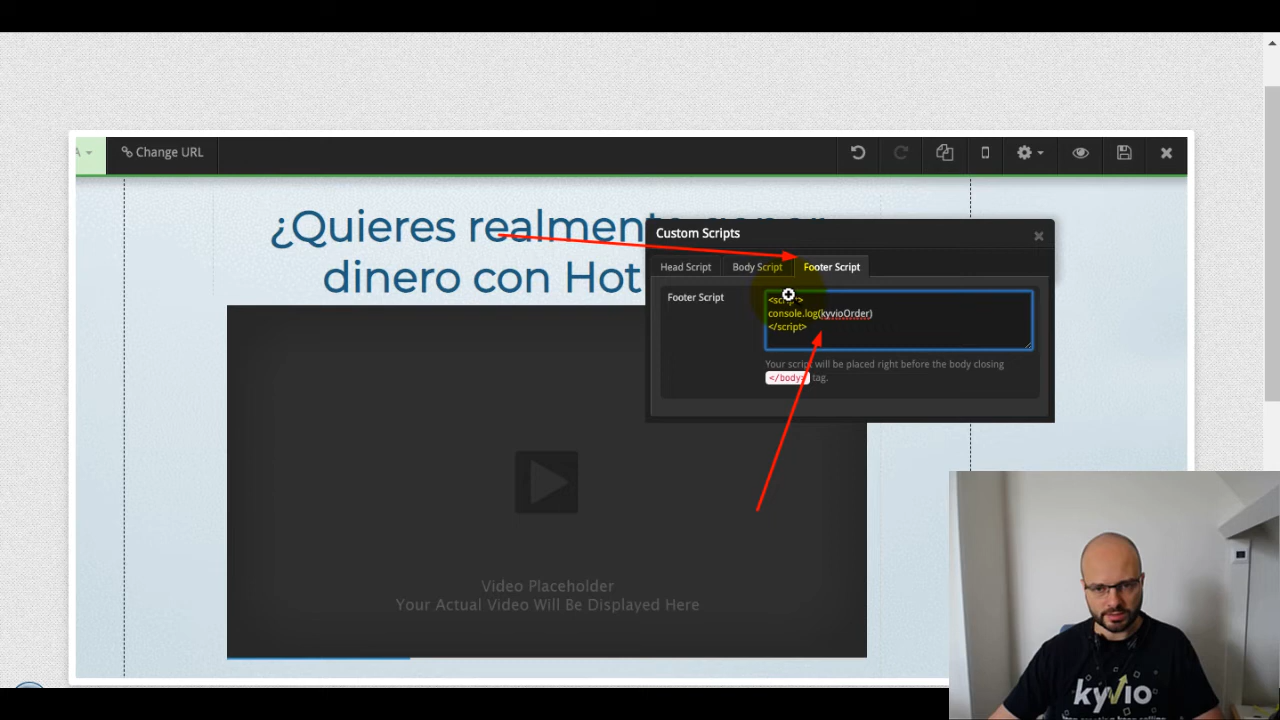 A
Change URL
¿Quieres realmente ganar
dinero con Hot
Custom Scripts
Head Script
Body Script
Footer Script
Footer Script
<script>
console.log(kyvioOrder)
</script>
Your script will be placed right before the body closing
</body> tag.
Video Placeholder
Your Actual Video Will Be Displayed Here
kyvio